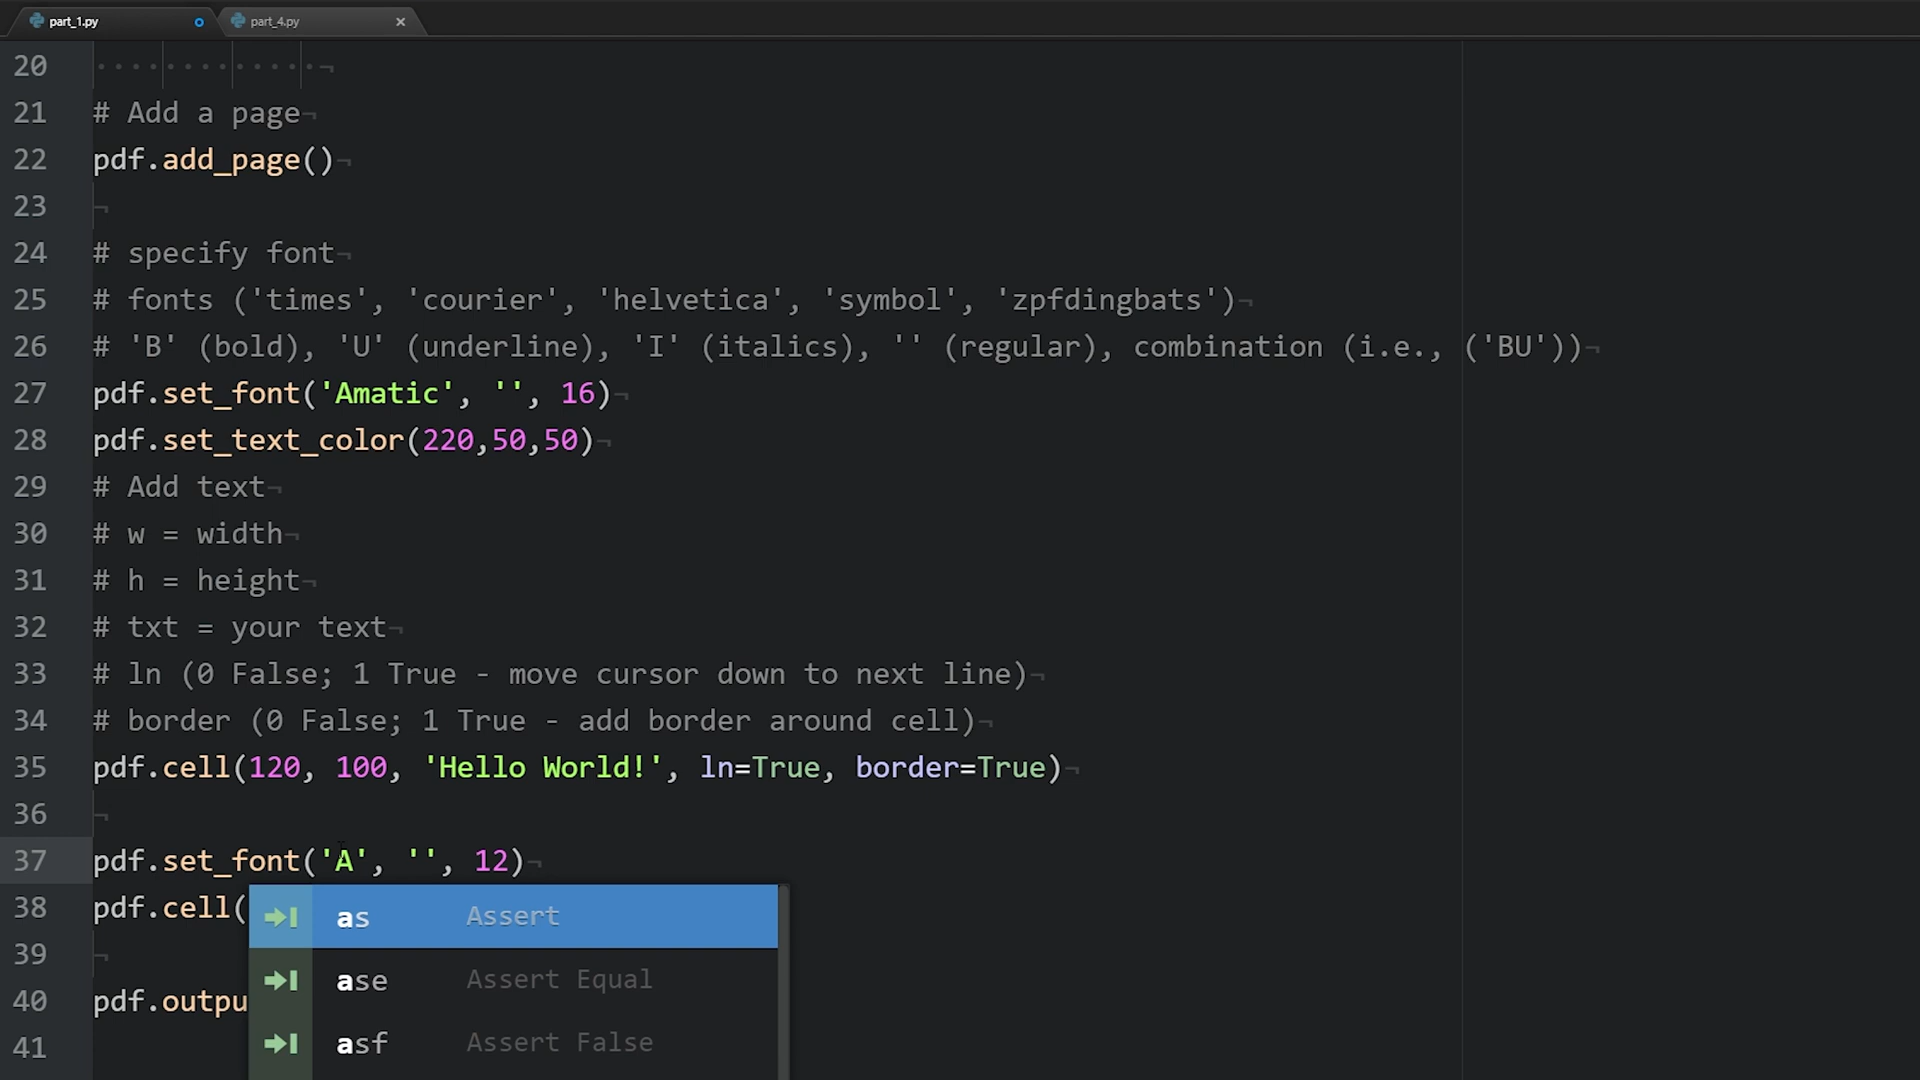 part_1.py
part_4.py
20
21 # Add a page
22 pdf.add_page()
23
24 # specify font
25 # fonts ('times', 'courier', 'helvetica', 'symbol', 'zpfdingbats')
26 # 'B' (bold), 'U' (underline), 'I' (italics), '' (regular), combination (i.e., ('BU'))
27 pdf.set_font('Amatic', '', 16)
28 pdf.set_text_color(220,50,50)
29 # Add text
30 # w = width
31 # h = height
32 # txt = your text
33 # ln (0 False; 1 True - move cursor down to next line)
34 # border (0 False; 1 True - add border around cell)
35 pdf.cell(120, 100, 'Hello World!', ln=True, border=True)
36
37 pdf.set_font('A', '', 12)
38 pdf.cell(
as Assert
39
ase Assert Equal
40 pdf.outpu
asf Assert False
41